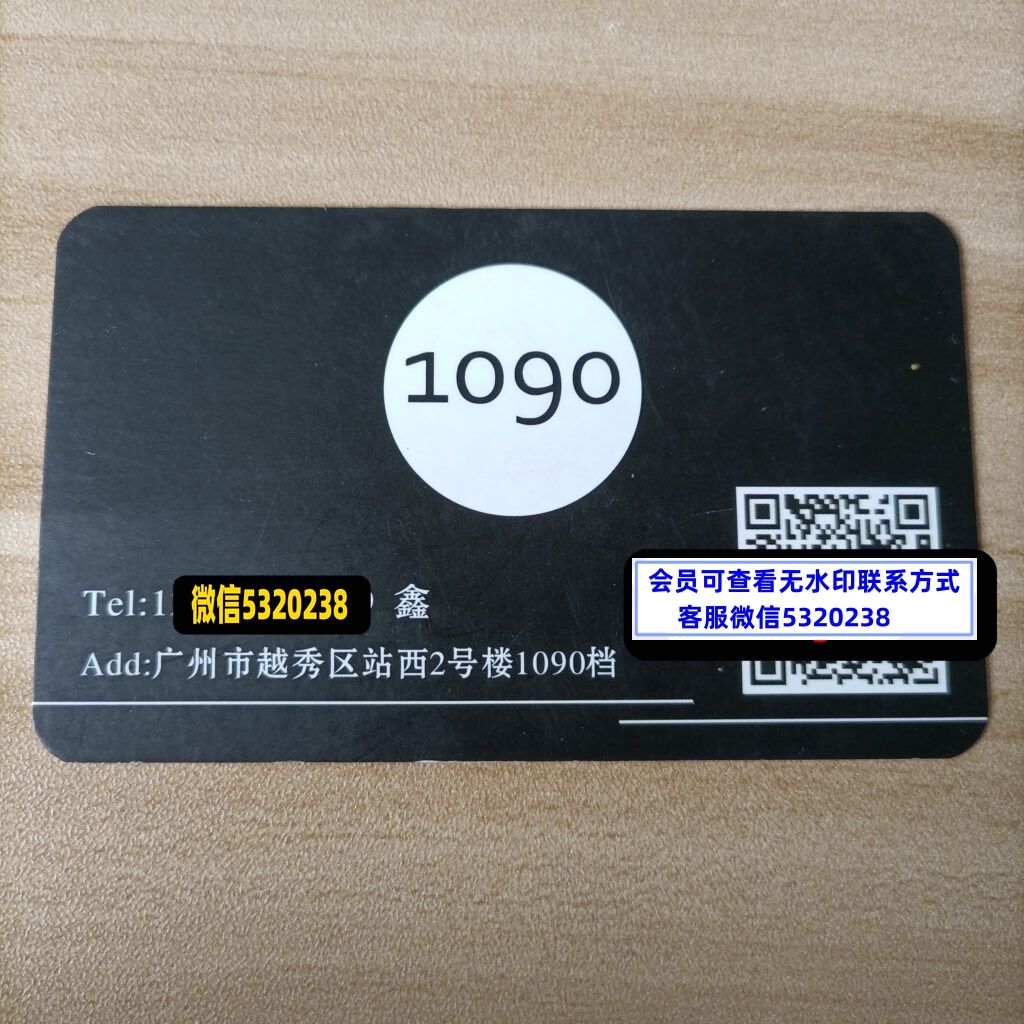 1090
Tel:1 微信5320238 鑫
Add:广州市越秀区站西2号楼1090档
会员可查看无水印联系方式
客服微信5320238